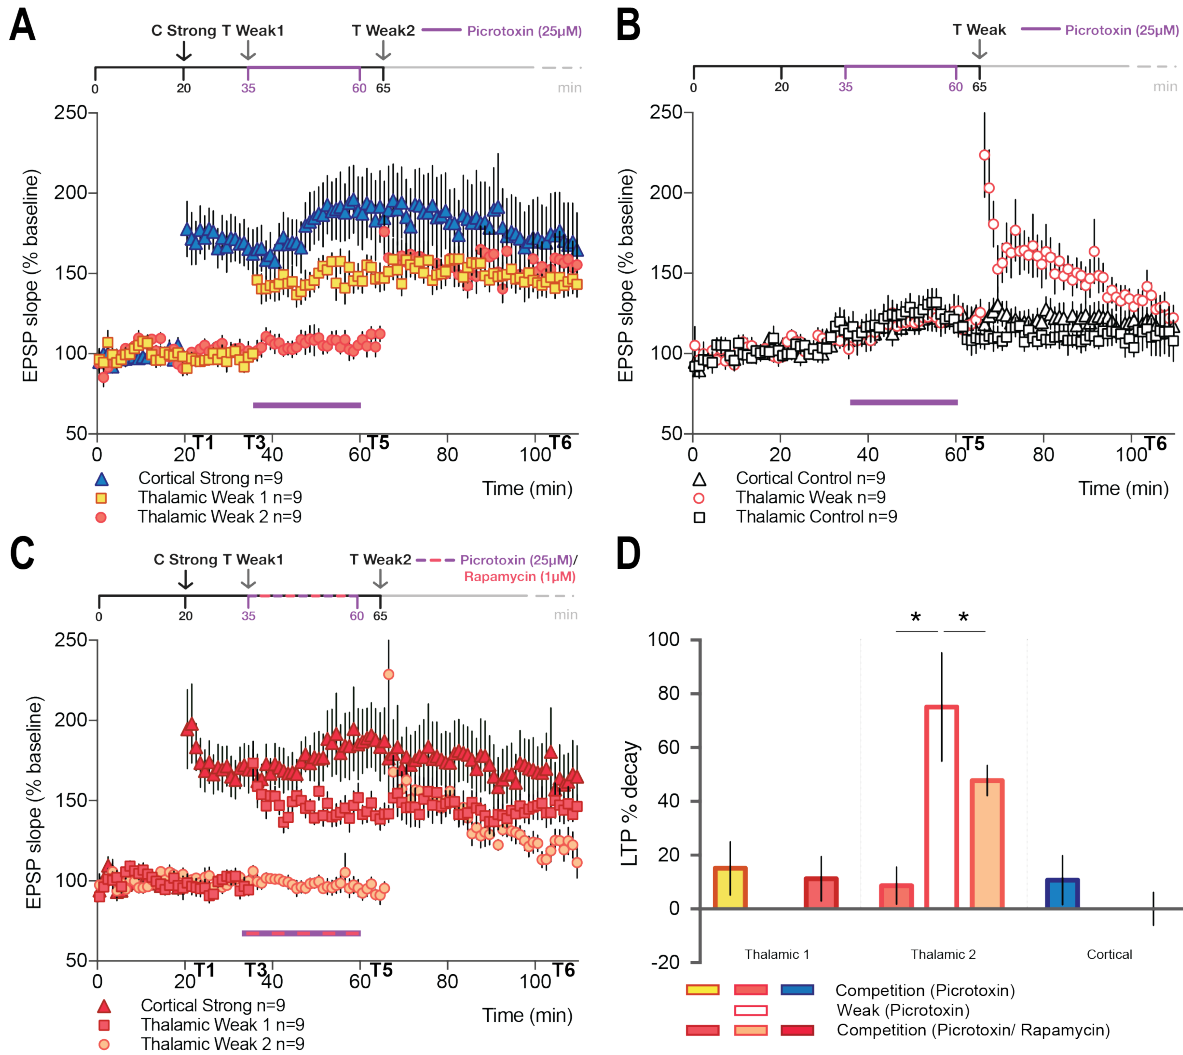 A
C Strong T Weak1
T Weak2
Picrotoxin (25µM)
0
20
35
60
65
min
250
200
150
100
50
EPSP slope (% baseline)
0
20
40
60
80
100
T1
T3
T5
T6
Time (min)
Cortical Strong n=9
Thalamic Weak 1 n=9
Thalamic Weak 2 n=9
B
T Weak
Picrotoxin (25µM)
0
20
35
60
65
min
250
200
150
100
50
EPSP slope (% baseline)
0
20
40
60
80
100
T5
T6
Time (min)
Cortical Control n=9
Thalamic Weak n=9
Thalamic Control n=9
C
C Strong T Weak1
T Weak2
Picrotoxin (25µM)/
Rapamycin (1µM)
0
20
35
60
65
min
250
200
150
100
50
EPSP slope (% baseline)
0
20
40
60
80
100
T1
T3
T5
T6
Time (min)
Cortical Strong n=9
Thalamic Weak 1 n=9
Thalamic Weak 2 n=9
D
* *
100
80
60
40
20
0
-20
LTP % decay
Thalamic 1
Thalamic 2
Cortical
Competition (Picrotoxin)
Weak (Picrotoxin)
Competition (Picrotoxin/ Rapamycin)